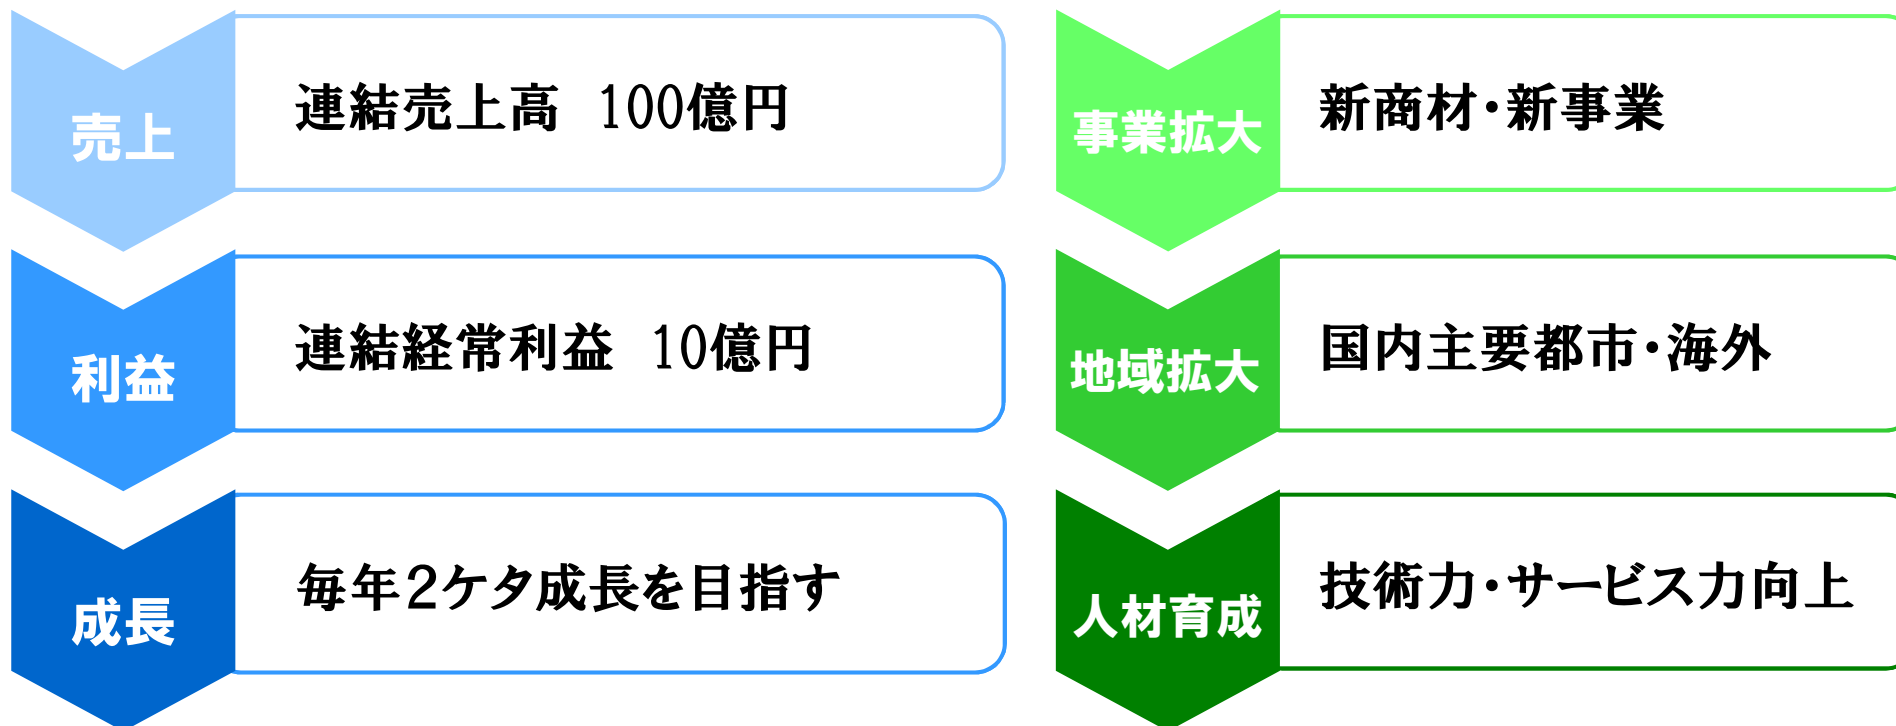 売上
連結売上高　100億円
利益
連結経常利益　10億円
成長
毎年２ケタ成長を目指す
事業拡大
新商材・新事業
地域拡大
国内主要都市・海外
人材育成
技術力・サービス力向上